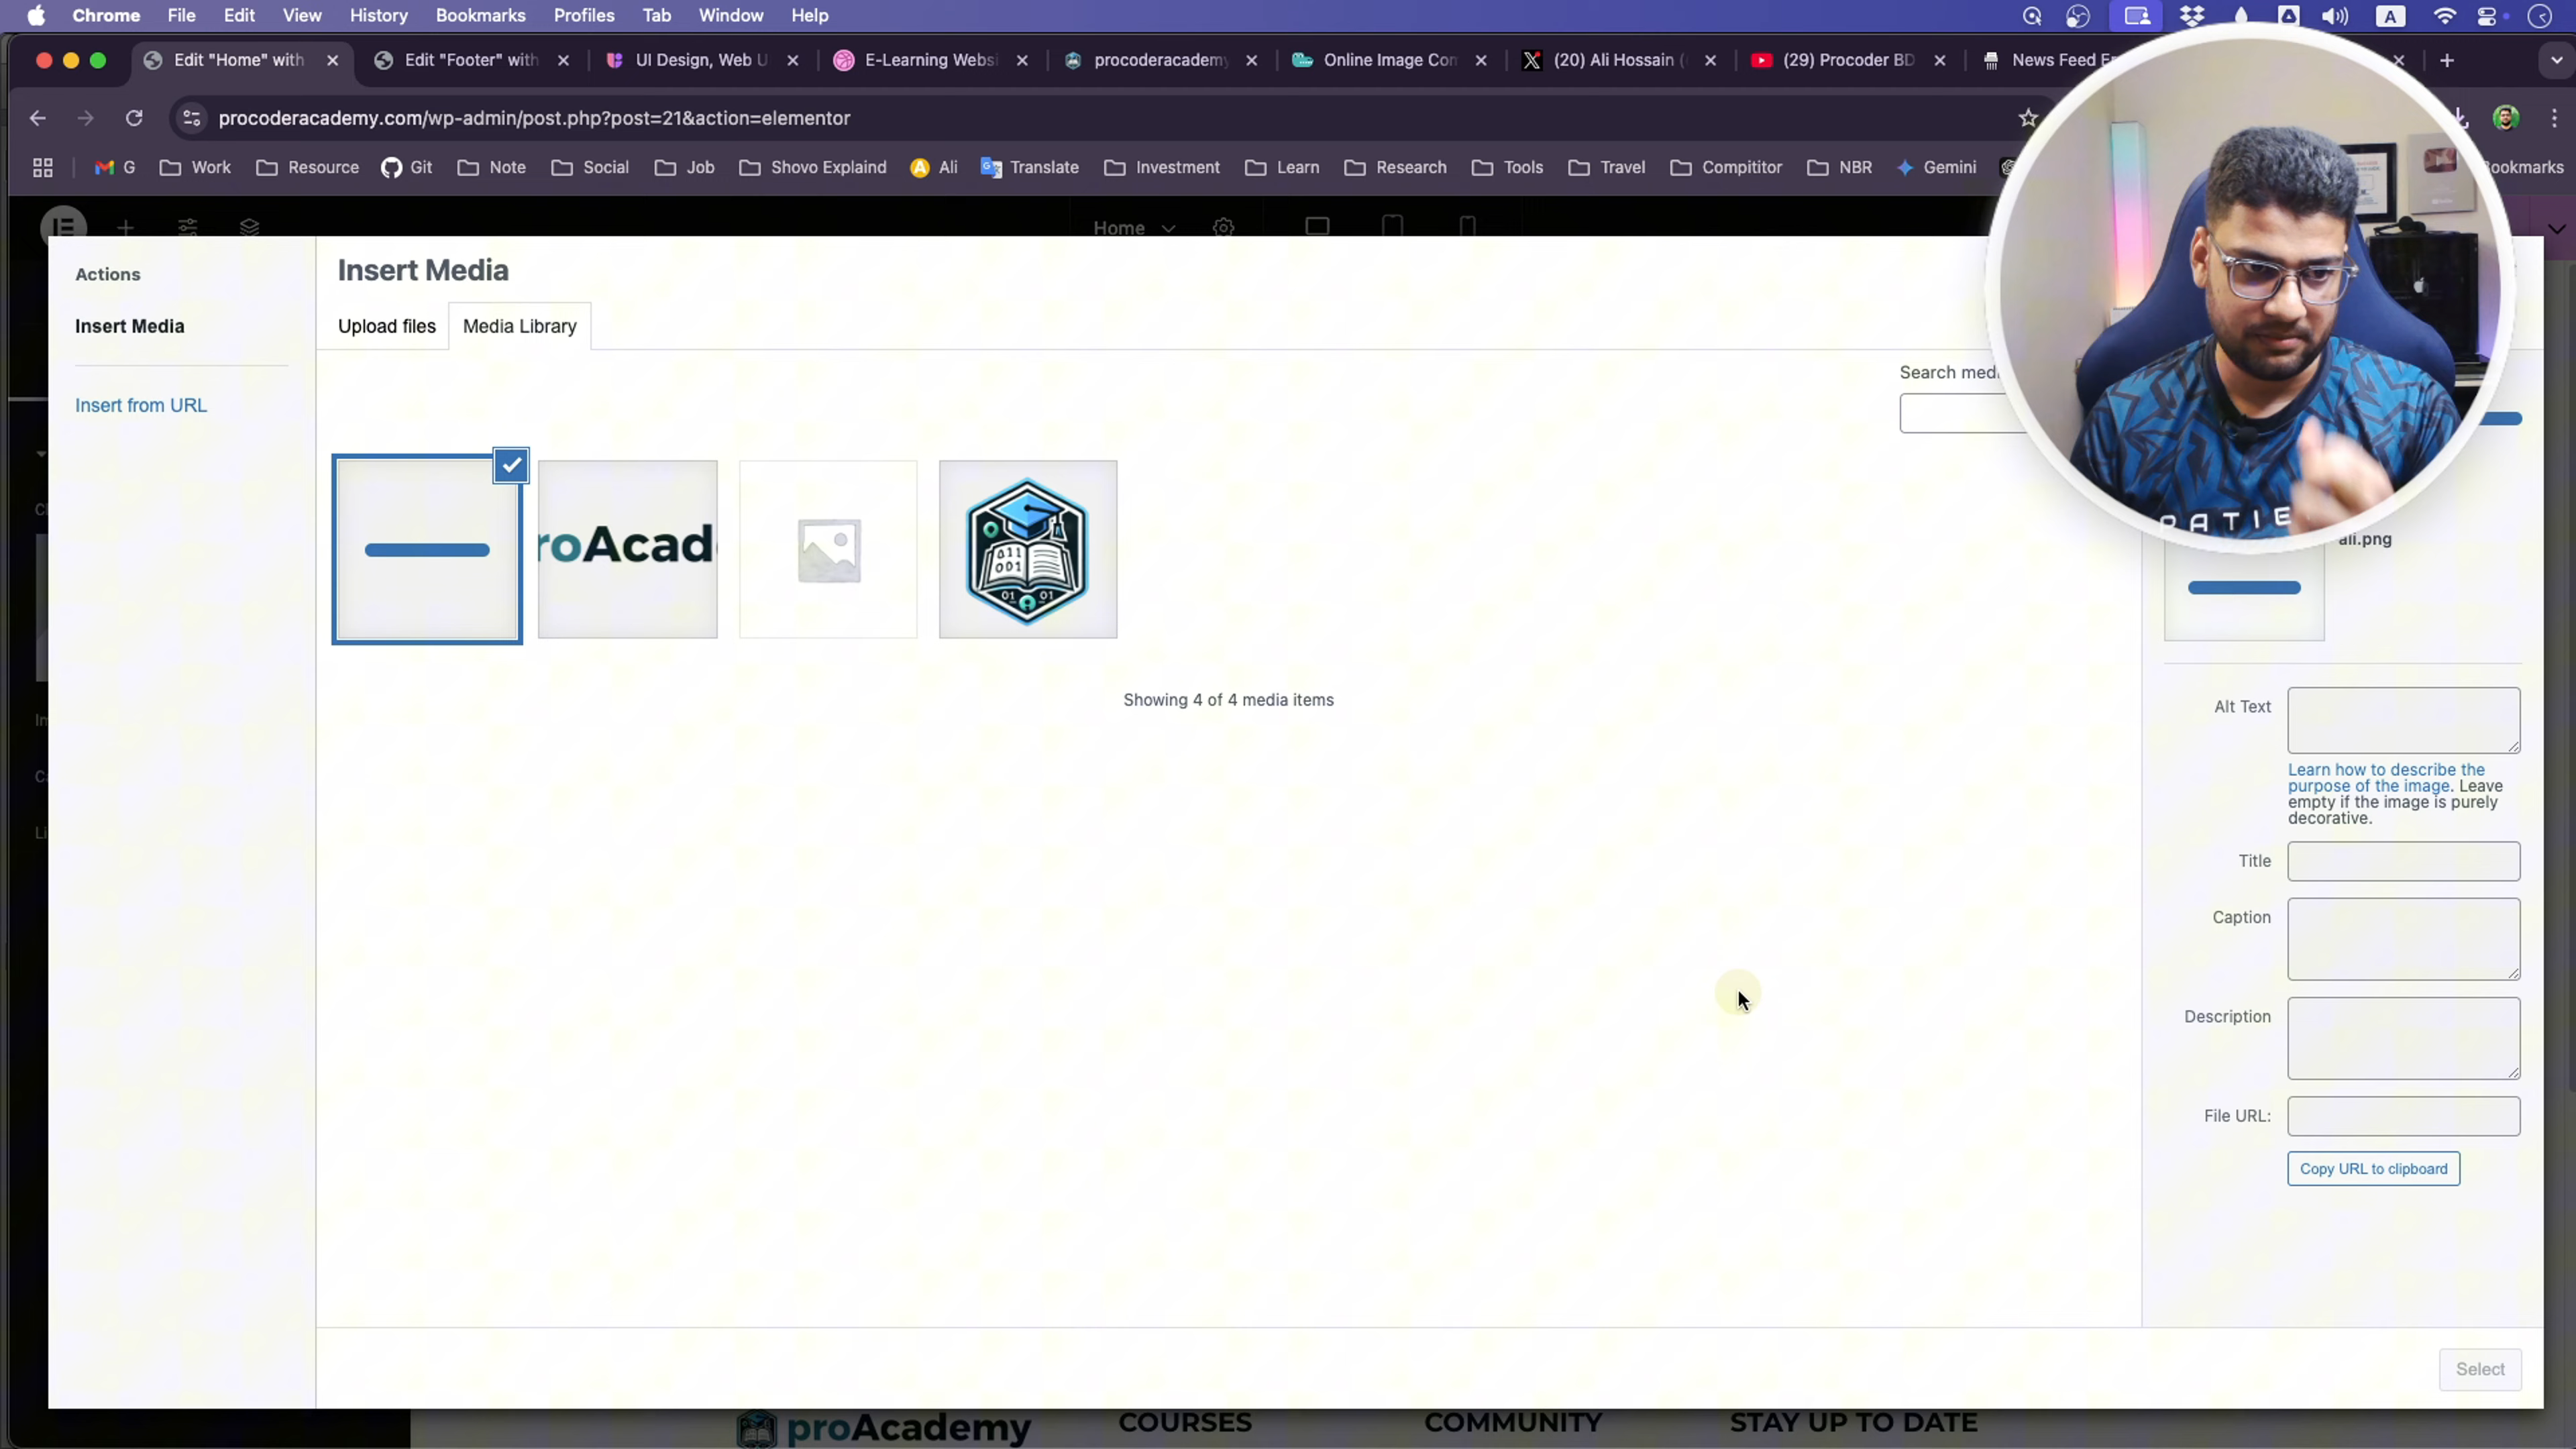 Chrome File Edit View History Bookmarks Profiles Tab Window Help A
Edit "Home" with Edit "Footer" with UI Design, Web U E-Learning Websi procoderacademy Online Image Con (20) Ali Hossain ( (29) Procoder BD News Feed
procoderacademy.com/wp-admin/post.php?post=21&action=elementor
G Work Resource Git Note Social Job Shovo Explaind Ali Translate Investment Learn Research Tools Travel Compititor NBR Gemini Bookmarks
Home
Actions
Insert Media
Insert from URL
Insert Media
Upload files Media Library
Search medi
roAcad
011
001
01 01
Showing 4 of 4 media items
RATIE
ali.png
Alt Text
Learn how to describe the
purpose of the image. Leave
empty if the image is purely
decorative.
Title
Caption
Description
File URL:
Copy URL to clipboard
Select
proAcademy COURSES COMMUNITY STAY UP TO DATE